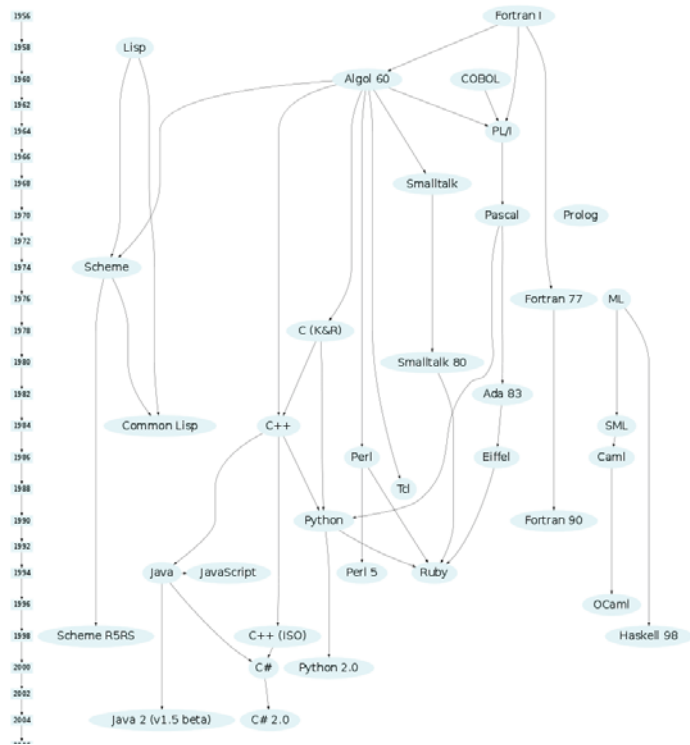 1956
Fortran I
1958
Lisp
1960
Algol 60
COBOL
1962
1964
PL/I
1966
1968
Smalltalk
1970
Pascal
Prolog
1972
1974
Scheme
1976
Fortran 77
ML
1978
C (K&R)
1980
Smalltalk 80
1982
Ada 83
1984
Common Lisp
C++
SML
1986
Perl
Eiffel
Caml
1988
Tcl
1990
Python
Fortran 90
1992
1994
Java
JavaScript
Perl 5
Ruby
1996
OCaml
1998
Scheme R5RS
C++ (ISO)
Haskell 98
2000
C#
Python 2.0
2002
2004
Java 2 (v1.5 beta)
C# 2.0